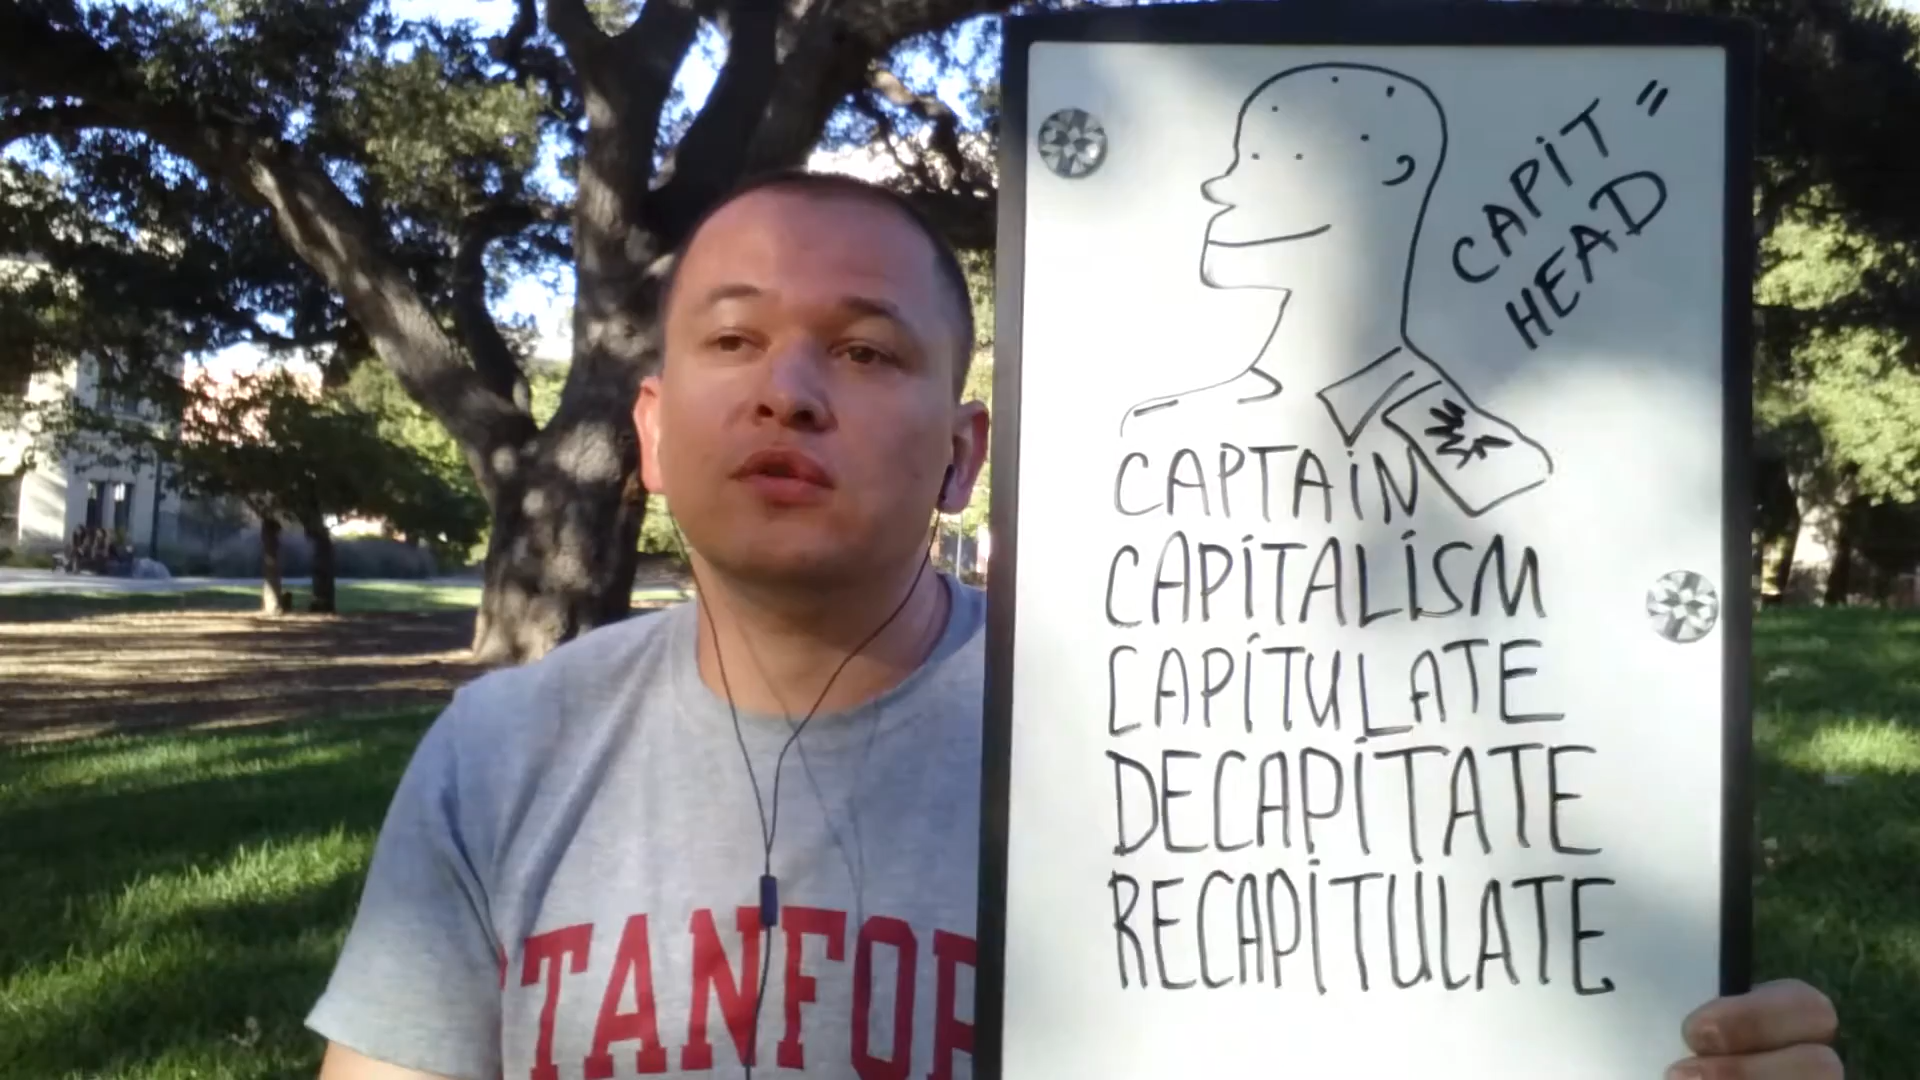 CAPIT =
HEAD
CAPTAIN
CAPITALISM
CAPITULATE
DECAPITATE
RECAPITULATE
TANFOR